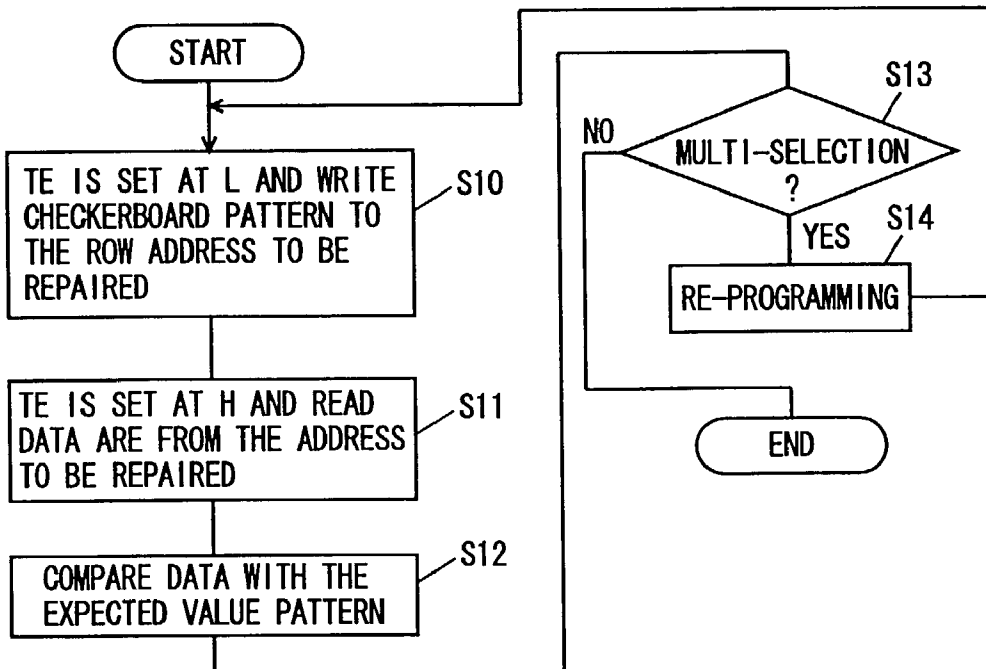 START
TE IS SET AT L AND WRITE
CHECKERBOARD PATTERN TO
THE ROW ADDRESS TO BE
REPAIRED
S10
TE IS SET AT H AND READ
DATA ARE FROM THE ADDRESS
TO BE REPAIRED
S11
COMPARE DATA WITH THE
EXPECTED VALUE PATTERN
S12
S13
NO
MULTI-SELECTION
?
YES
S14
RE-PROGRAMMING
END